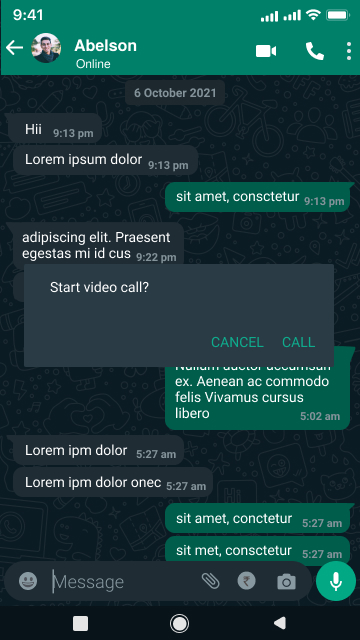 9:41
Abelson
Online
6 October 2021
Hii 9:13 pm
Lorem ipsum dolor 9:13 pm
sit amet, consctetur 9:13 pm
adipiscing elit. Praesent
egestas mi id cus 9:22 pm
Start video call?
CANCEL CALL
Nullam auctor accumsan
ex. Aenean ac commodo
felis Vivamus cursus
libero 5:02 am
Lorem ipm dolor 5:27 am
Lorem ipm dolor onec 5:27 am
sit amet, conctetur 5:27 am
sit met, consctetur 5:27 am
Message